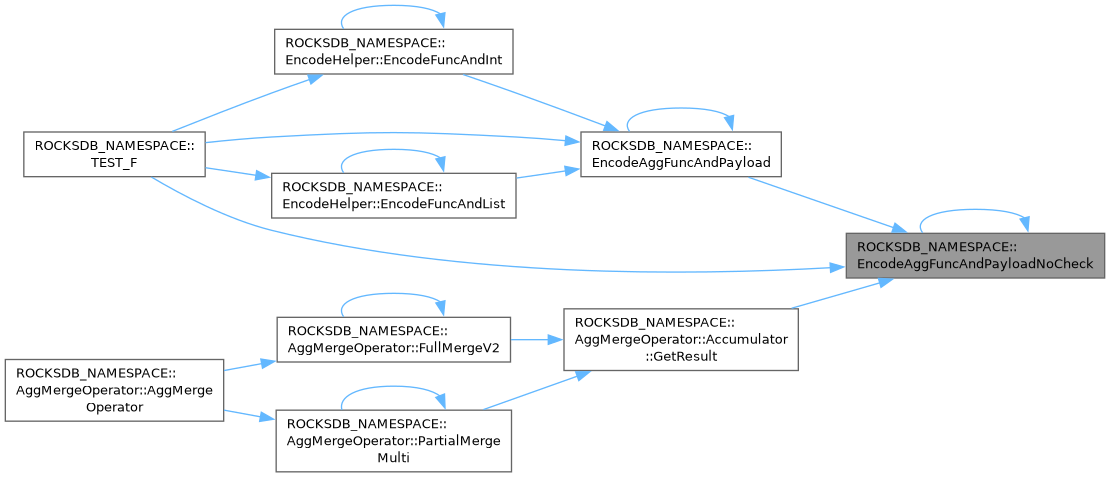 ROCKSDB_NAMESPACE::
EncodeHelper::EncodeFuncAndInt
ROCKSDB_NAMESPACE::
TEST_F
ROCKSDB_NAMESPACE::
EncodeAggFuncAndPayload
ROCKSDB_NAMESPACE::
EncodeHelper::EncodeFuncAndList
ROCKSDB_NAMESPACE::
EncodeAggFuncAndPayloadNoCheck
ROCKSDB_NAMESPACE::
AggMergeOperator::FullMergeV2
ROCKSDB_NAMESPACE::
AggMergeOperator::Accumulator
::GetResult
ROCKSDB_NAMESPACE::
AggMergeOperator::AggMerge
Operator
ROCKSDB_NAMESPACE::
AggMergeOperator::PartialMerge
Multi